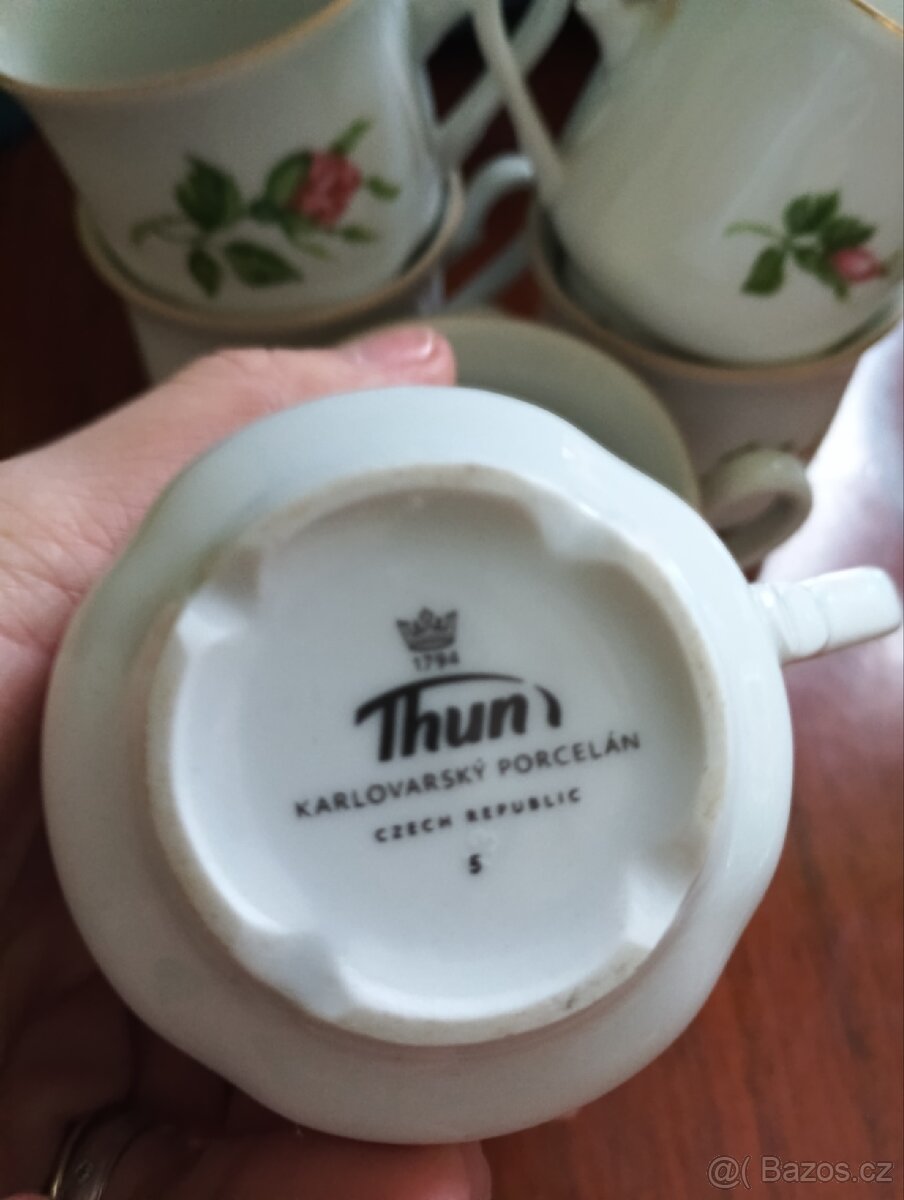 1794
Thun
KARLOVARSKÝ PORCELÁN
CZECH REPUBLIC
5
@( Bazos.cz